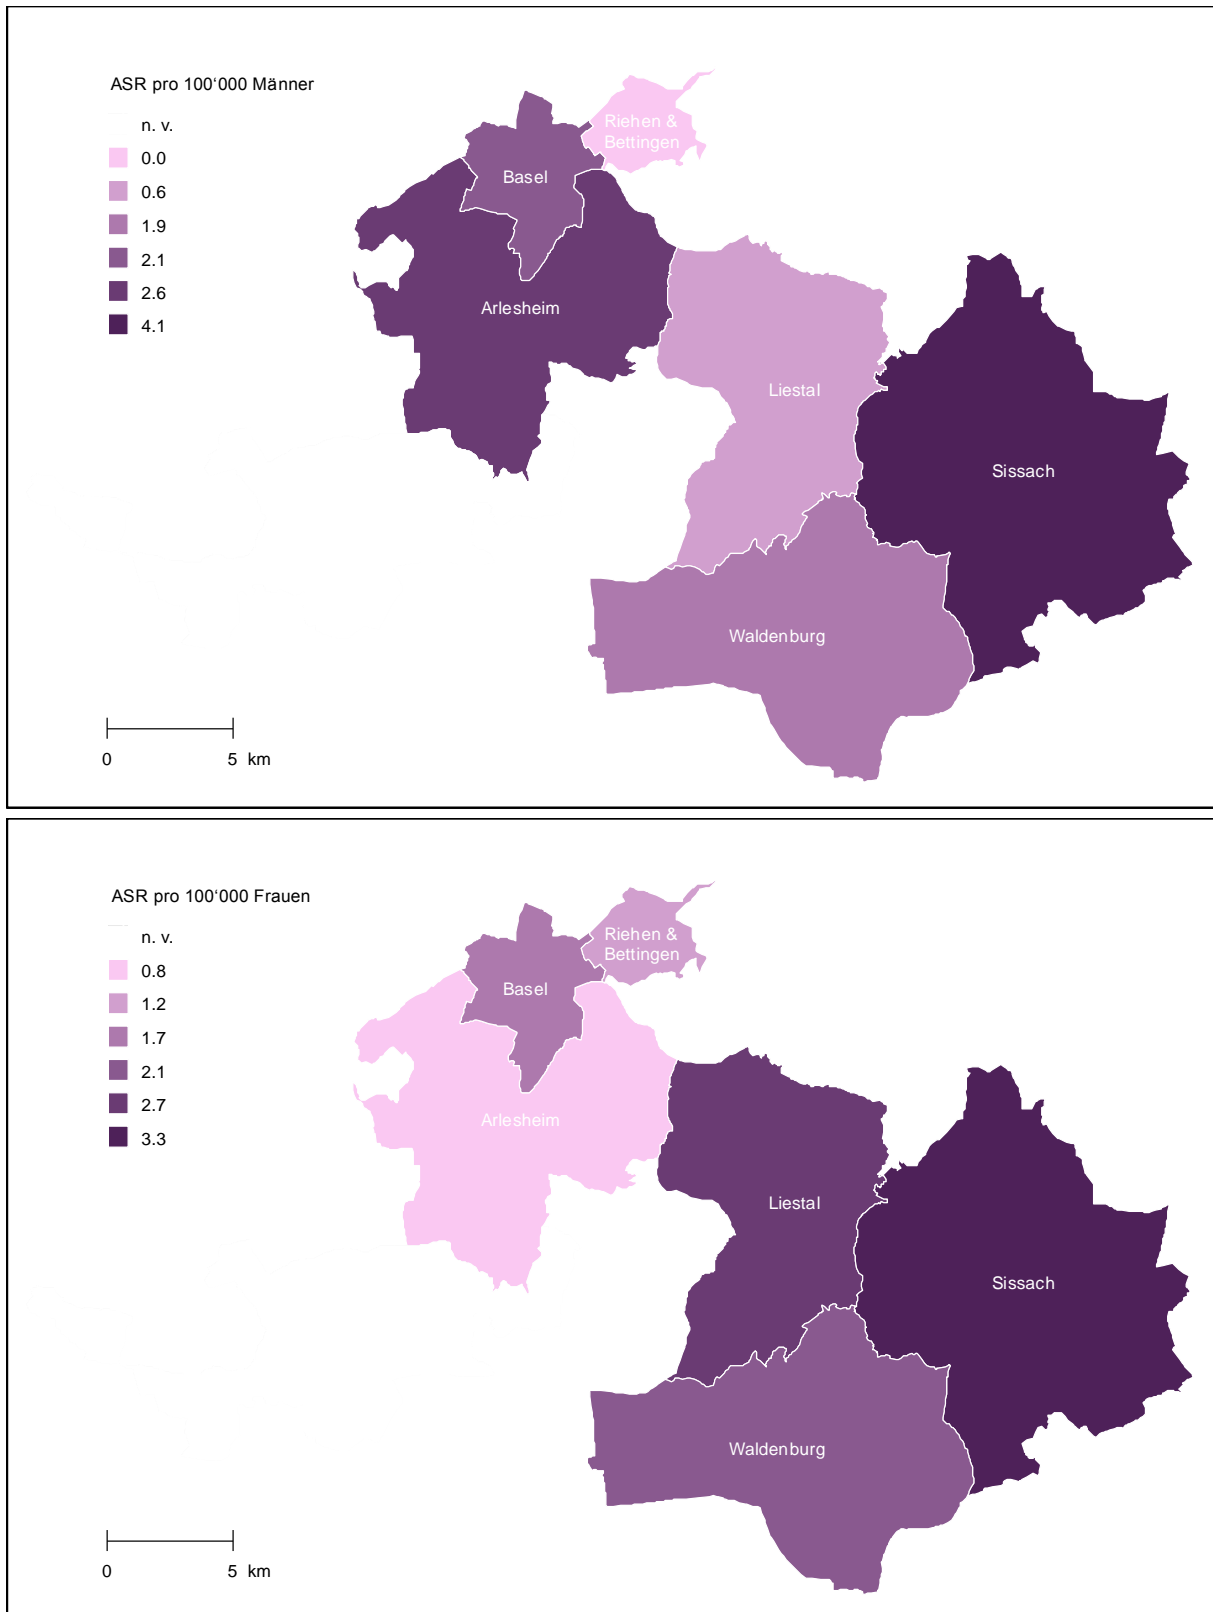 ASR pro 100‘000 Männer
n. v.
0.0
0.6
1.9
2.1
2.6
4.1
Riehen &
Bettingen
Basel
Arlesheim
Liestal
Sissach
Waldenburg
0 5 km
ASR pro 100‘000 Frauen
n. v.
0.8
1.2
1.7
2.1
2.7
3.3
Riehen &
Bettingen
Basel
Arlesheim
Liestal
Sissach
Waldenburg
0 5 km